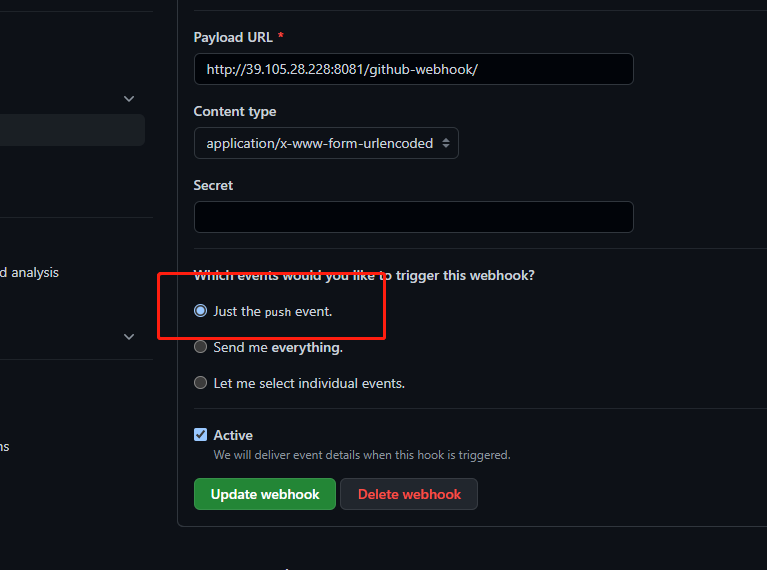 Payload URL *
http://39.105.28.228:8081/github-webhook/
Content type
application/x-www-form-urlencoded
Secret
Which events would you like to trigger this webhook?
d analysis
Just the push event.
Send me everything.
Let me select individual events.
Active
ns
We will deliver event details when this hook is triggered.
Update webhook
Delete webhook